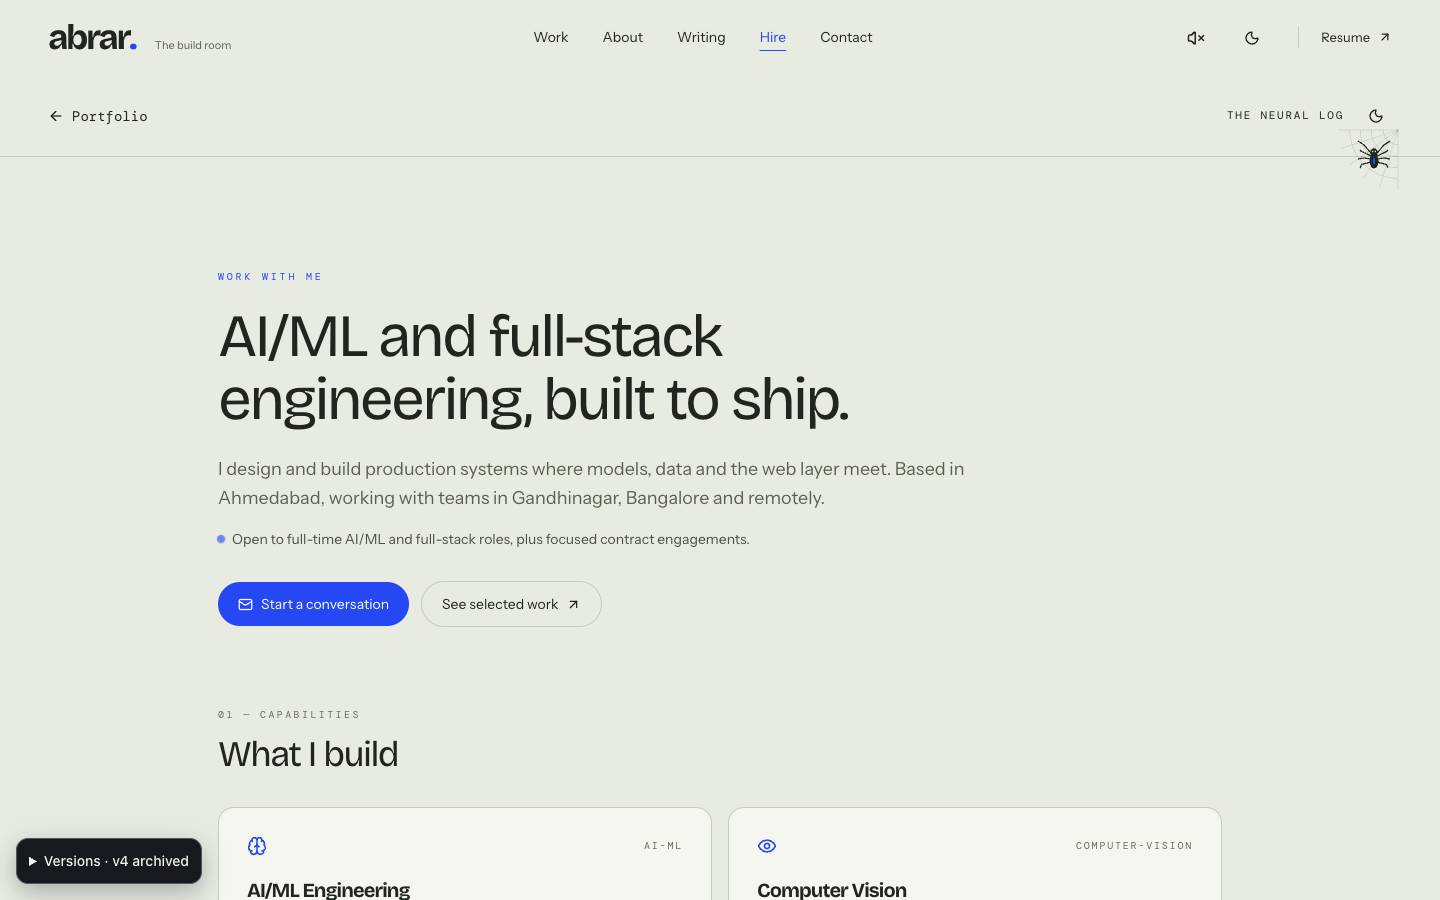 abrar.
The build room
Work
About
Writing
Hire
Contact
Resume
Portfolio
THE NEURAL LOG
WORK WITH ME
AI/ML and full-stack
engineering, built to ship.
I design and build production systems where models, data and the web layer meet. Based in
Ahmedabad, working with teams in Gandhinagar, Bangalore and remotely.
Open to full-time AI/ML and full-stack roles, plus focused contract engagements.
Start a conversation
See selected work
01 — CAPABILITIES
What I build
AI-ML
AI/ML Engineering
COMPUTER-VISION
Computer Vision
Versions · v4 archived